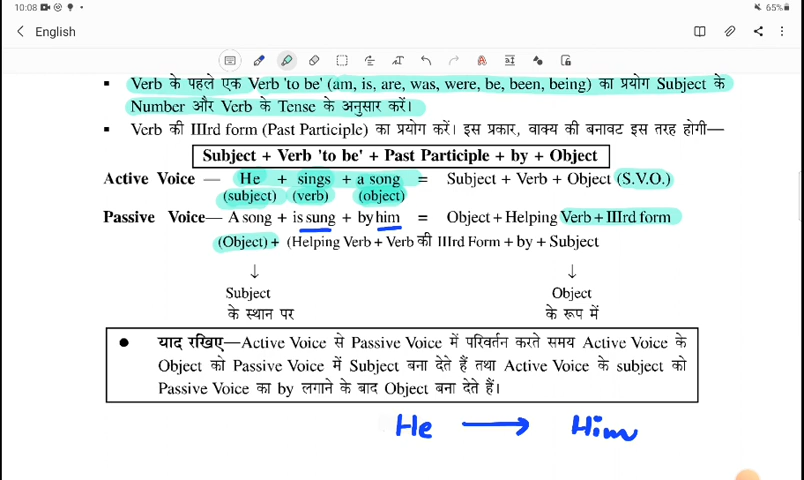 10:08 65%
English
▪ Verb के पहले एक Verb 'to be' (am, is, are, was, were, be, been, being) का प्रयोग Subject के
Number और Verb के Tense के अनुसार करें।
▪ Verb की IIIrd form (Past Participle) का प्रयोग करें। इस प्रकार, वाक्य की बनावट इस तरह होगी—
Subject + Verb 'to be' + Past Participle + by + Object
Active Voice — He + sings + a song = Subject + Verb + Object (S.V.O.)
(subject) (verb) (object)
Passive Voice— A song + is sung + by him = Object + Helping Verb + IIIrd form
(Object) + (Helping Verb + Verb की IIIrd Form + by + Subject
↓ ↓
Subject Object
के स्थान पर के रूप में
● याद रखिए—Active Voice से Passive Voice में परिवर्तन करते समय Active Voice के
Object को Passive Voice में Subject बना देते हैं तथा Active Voice के subject को
Passive Voice का by लगाने के बाद Object बना देते हैं।
He → Him